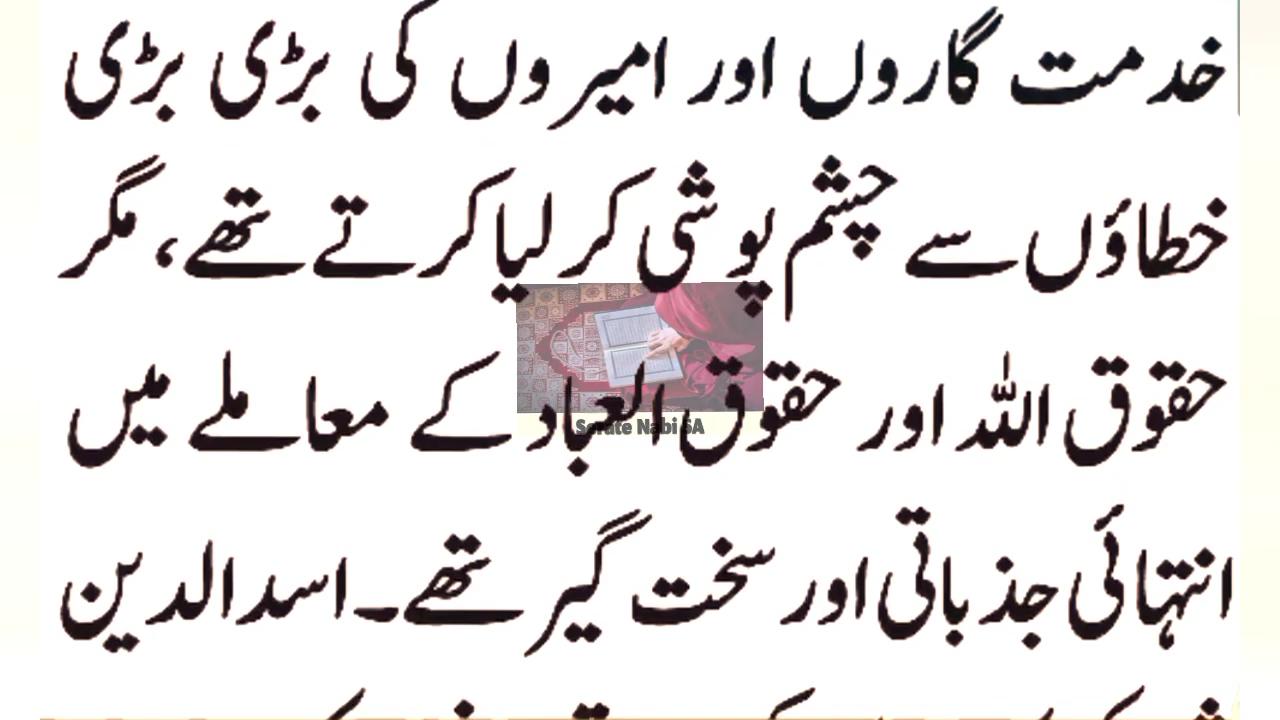 خدمت گاروں اور امیروں کی بڑی بڑی
خطاؤں سے چشم پوشی کر لیا کرتے تھے، مگر
حقوق اللہ اور حقوق العباد کے معاملے میں
Serate Nabi SA
انتہائی جذباتی اور سخت گیر تھے۔ اسد الدین